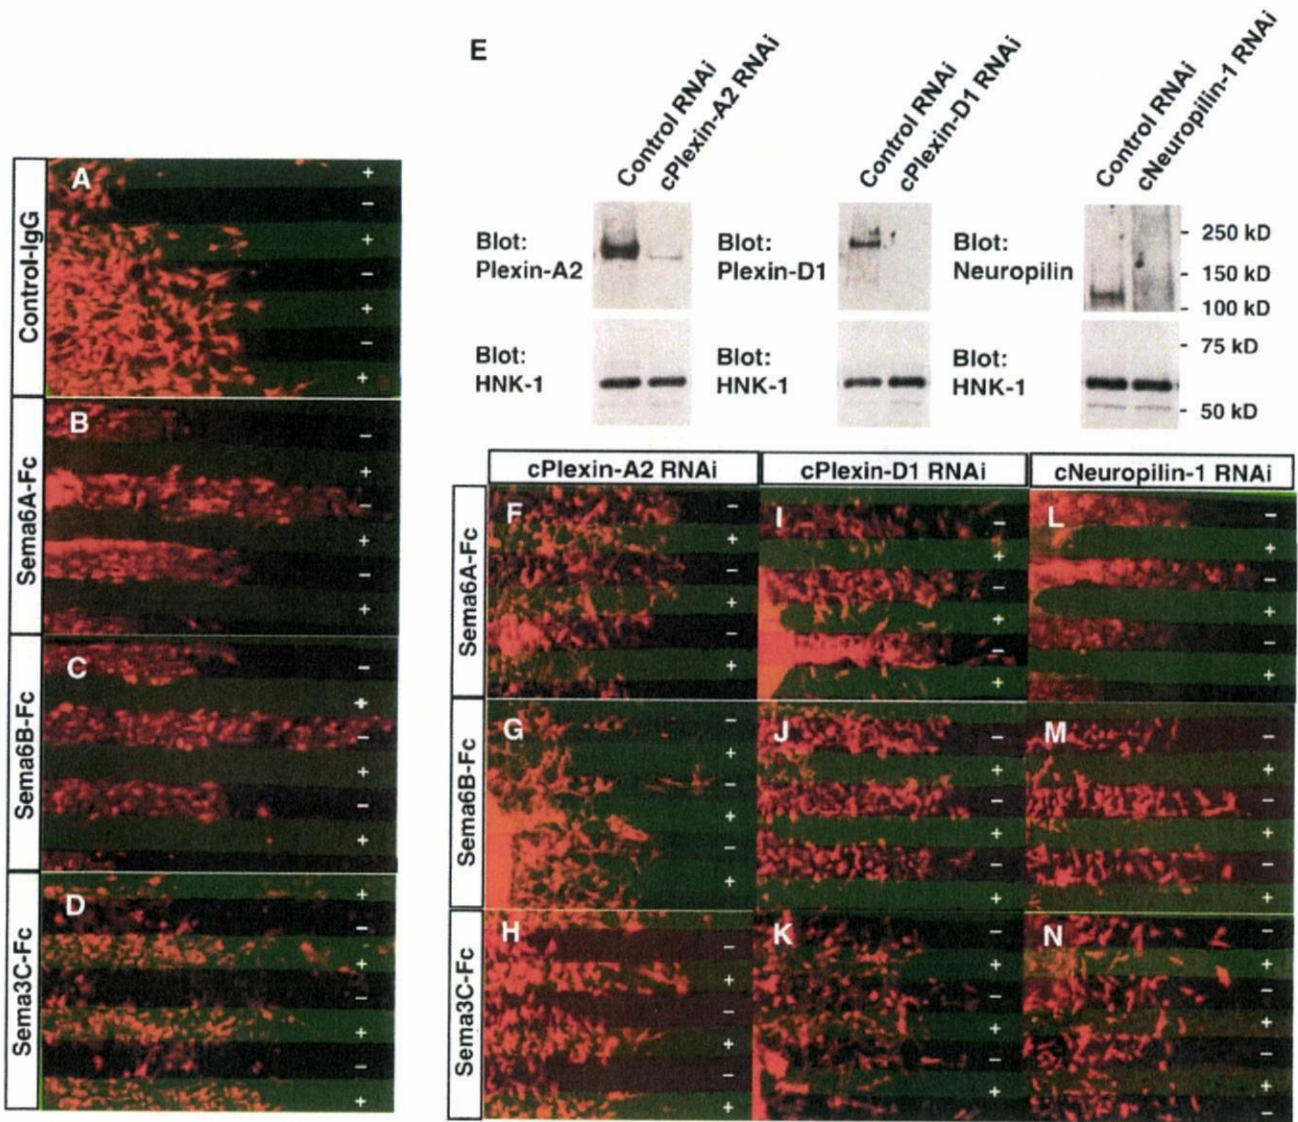 E
Control RNAi
cPlexin-A2 RNAi
Control RNAi
cPlexin-D1 RNAi
Control RNAi
cNeuropilin-1 RNAi
Blot:
Plexin-A2
Blot:
Plexin-D1
Blot:
Neuropilin
- 250 kD
- 150 kD
- 100 kD
Blot:
HNK-1
Blot:
HNK-1
Blot:
HNK-1
- 75 kD
- 50 kD
Control-IgG
A
+
−
+
−
+
−
+
Sema6A-Fc
B
−
+
−
+
−
+
Sema6B-Fc
C
−
+
−
+
−
+
Sema3C-Fc
D
+
−
+
−
+
−
+
cPlexin-A2 RNAi
cPlexin-D1 RNAi
cNeuropilin-1 RNAi
Sema6A-Fc
F
−
+
−
+
−
+
I
−
+
−
+
−
+
L
−
+
−
+
−
+
Sema6B-Fc
G
−
+
−
+
−
+
J
−
+
−
+
−
+
M
−
+
−
+
−
+
Sema3C-Fc
H
−
+
−
+
−
+
K
−
+
−
+
−
+
N
−
+
−
+
−
+
−